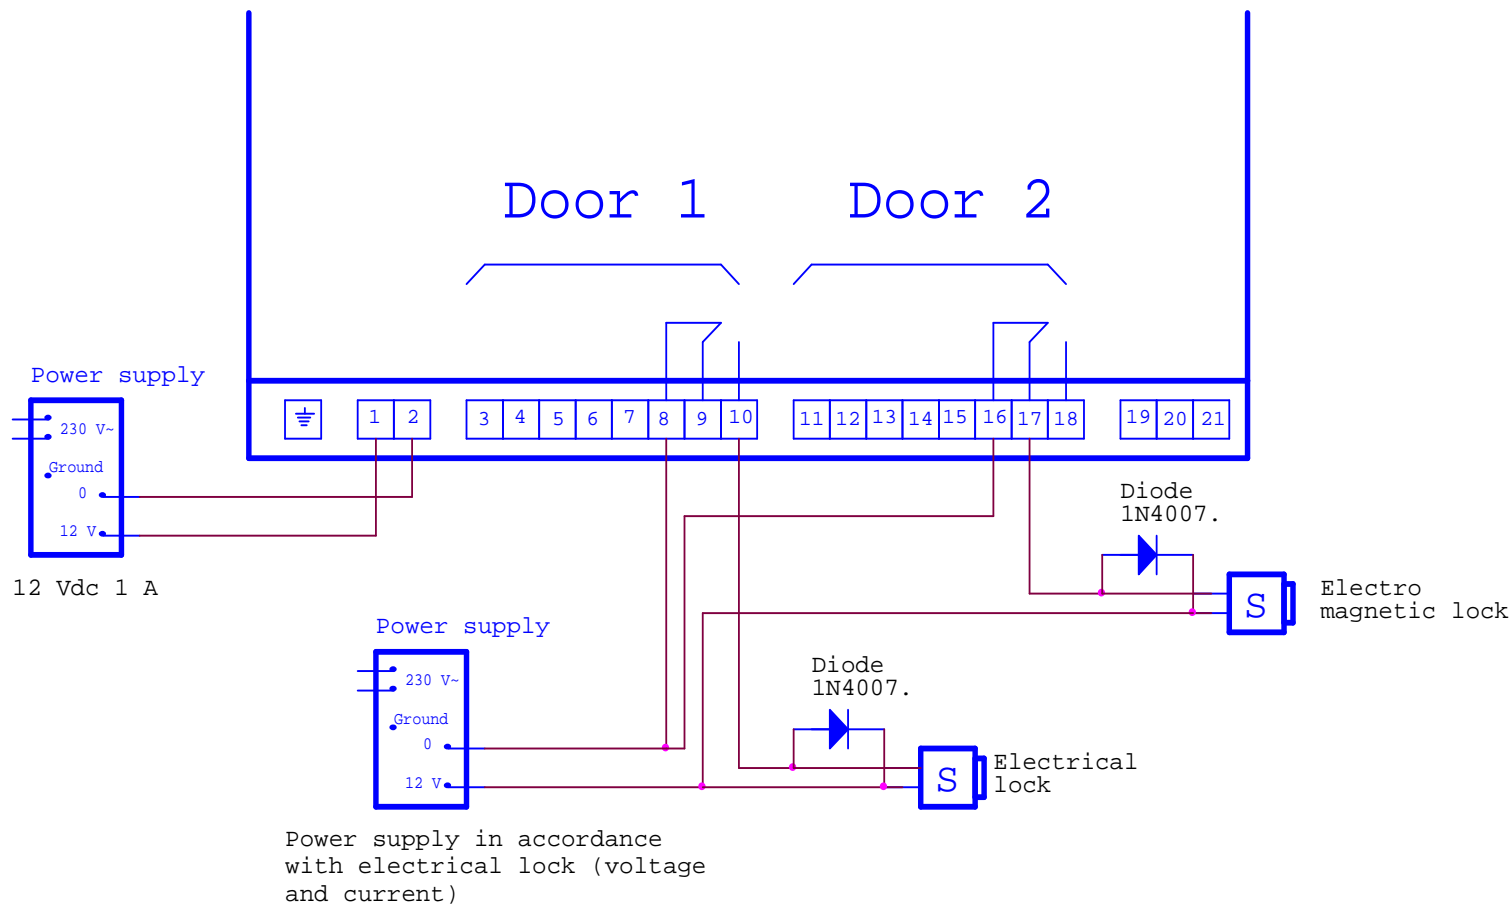 Door 1
Door 2
Power supply
230 V~
Ground
0
12 V
12 Vdc 1 A
1 2
3 4 5 6 7 8 9 10
11 12 13 14 15 16 17 18
19 20 21
Diode
1N4007.
S
Electro
magnetic lock
Power supply
230 V~
Ground
0
12 V
Diode
1N4007.
S
Electrical
lock
Power supply in accordance
with electrical lock (voltage
and current)